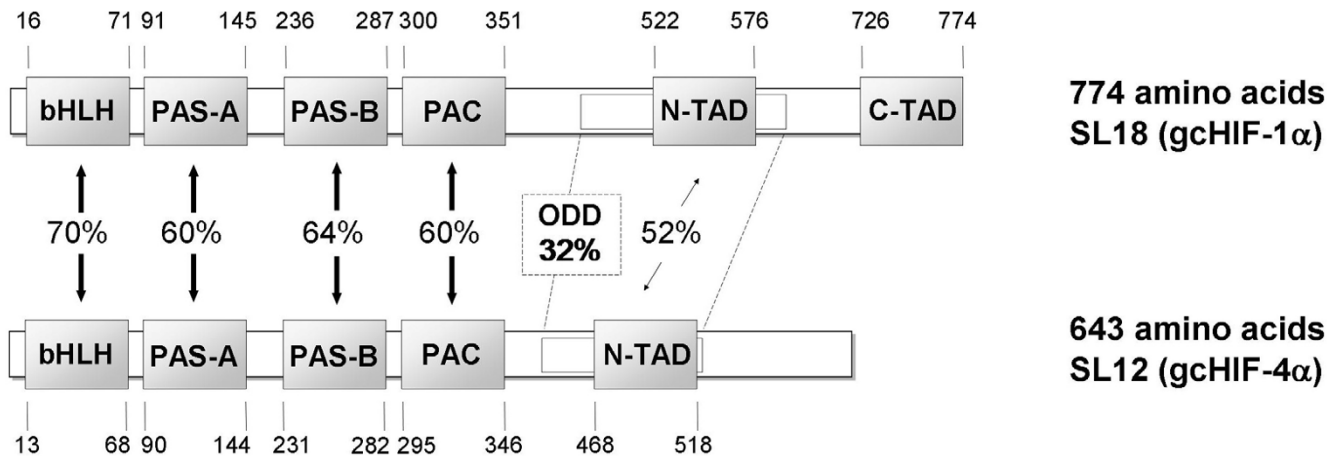 16 71 91 145 236 287 300 351 522 576 726 774
bHLH PAS-A PAS-B PAC N-TAD C-TAD
774 amino acids
SL18 (gcHIF-1α)
70% 60% 64% 60% ODD 52%
32%
bHLH PAS-A PAS-B PAC N-TAD
643 amino acids
SL12 (gcHIF-4α)
13 68 90 144 231 282 295 346 468 518